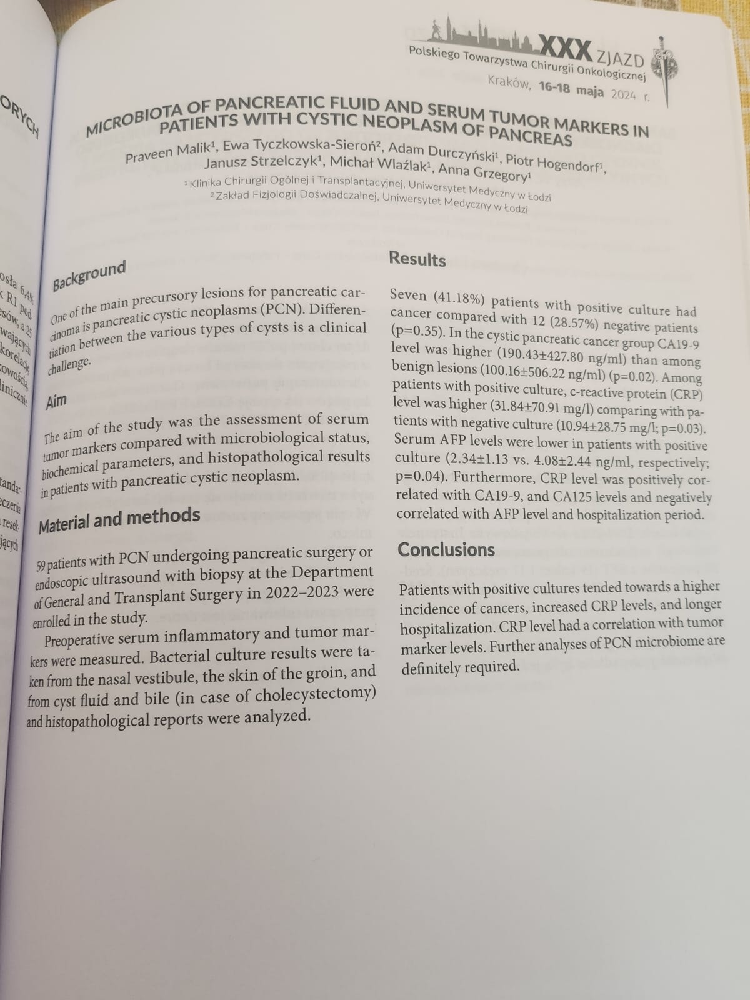 ORYCH
osła 6,4%
R1 pod.
sów, a 25
wających
korelację
kowością,
linicznie
tandar-
czenia
resek-
jących
XXX ZJAZD
Polskiego Towarzystwa Chirurgii Onkologicznej
Kraków, 16-18 maja 2024 r.
MICROBIOTA OF PANCREATIC FLUID AND SERUM TUMOR MARKERS IN
PATIENTS WITH CYSTIC NEOPLASM OF PANCREAS
Praveen Malik¹, Ewa Tyczkowska-Sieroń², Adam Durczyński¹, Piotr Hogendorf¹,
Janusz Strzelczyk¹, Michał Wlaźlak¹, Anna Grzegory¹
¹ Klinika Chirurgii Ogólnej i Transplantacyjnej, Uniwersytet Medyczny w Łodzi
² Zakład Fizjologii Doświadczalnej, Uniwersytet Medyczny w Łodzi
Background
One of the main precursory lesions for pancreatic car-
cinoma is pancreatic cystic neoplasms (PCN). Differen-
tiation between the various types of cysts is a clinical
challenge.
Aim
The aim of the study was the assessment of serum
tumor markers compared with microbiological status,
biochemical parameters, and histopathological results
in patients with pancreatic cystic neoplasm.
Material and methods
59 patients with PCN undergoing pancreatic surgery or
endoscopic ultrasound with biopsy at the Department
of General and Transplant Surgery in 2022–2023 were
enrolled in the study.
Preoperative serum inflammatory and tumor mar-
kers were measured. Bacterial culture results were ta-
ken from the nasal vestibule, the skin of the groin, and
from cyst fluid and bile (in case of cholecystectomy)
and histopathological reports were analyzed.
Results
Seven (41.18%) patients with positive culture had
cancer compared with 12 (28.57%) negative patients
(p=0.35). In the cystic pancreatic cancer group CA19-9
level was higher (190.43±427.80 ng/ml) than among
benign lesions (100.16±506.22 ng/ml) (p=0.02). Among
patients with positive culture, c-reactive protein (CRP)
level was higher (31.84±70.91 mg/l) comparing with pa-
tients with negative culture (10.94±28.75 mg/l; p=0.03).
Serum AFP levels were lower in patients with positive
culture (2.34±1.13 vs. 4.08±2.44 ng/ml, respectively;
p=0.04). Furthermore, CRP level was positively cor-
related with CA19-9, and CA125 levels and negatively
correlated with AFP level and hospitalization period.
Conclusions
Patients with positive cultures tended towards a higher
incidence of cancers, increased CRP levels, and longer
hospitalization. CRP level had a correlation with tumor
marker levels. Further analyses of PCN microbiome are
definitely required.